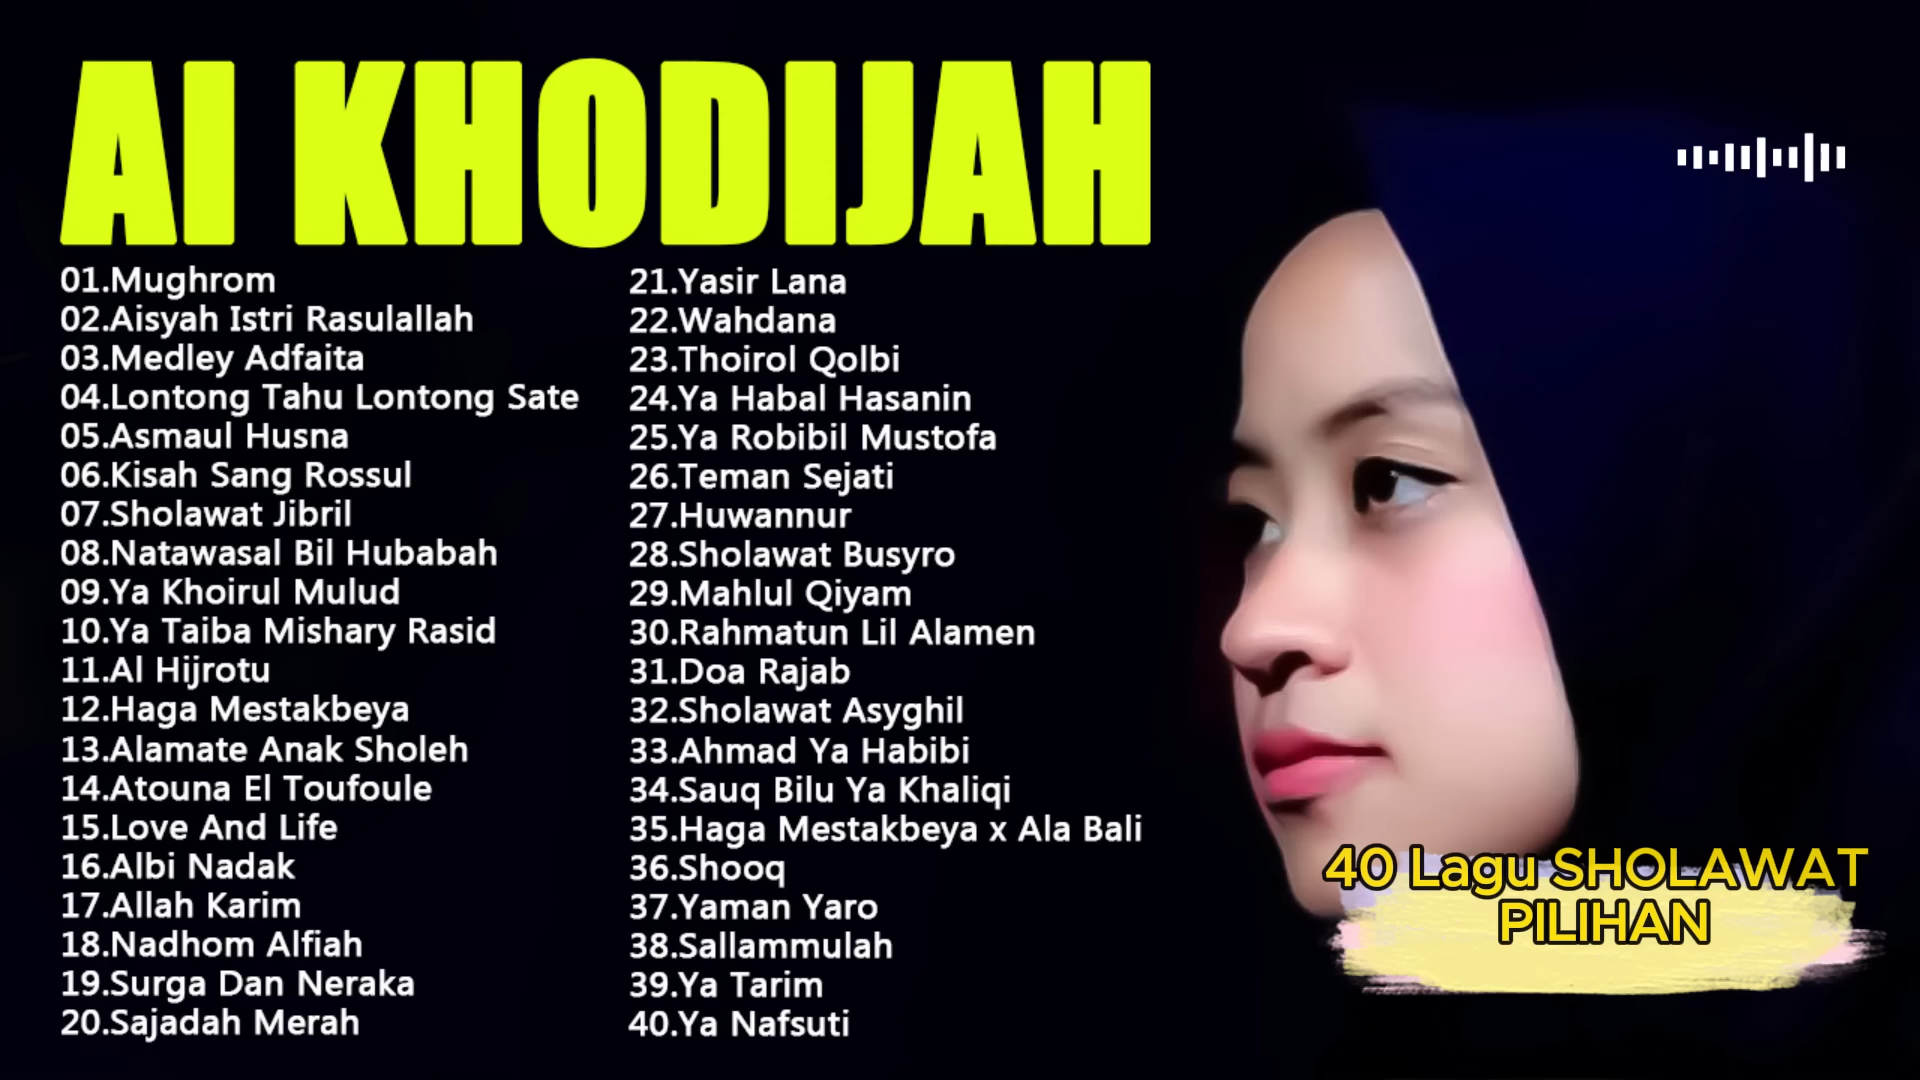 AI KHODIJAH
01.Mughrom
02.Aisyah Istri Rasulallah
03.Medley Adfaita
04.Lontong Tahu Lontong Sate
05.Asmaul Husna
06.Kisah Sang Rossul
07.Sholawat Jibril
08.Natawasal Bil Hubabah
09.Ya Khoirul Mulud
10.Ya Taiba Mishary Rasid
11.Al Hijrotu
12.Haga Mestakbeya
13.Alamate Anak Sholeh
14.Atouna El Toufoule
15.Love And Life
16.Albi Nadak
17.Allah Karim
18.Nadhom Alfiah
19.Surga Dan Neraka
20.Sajadah Merah
21.Yasir Lana
22.Wahdana
23.Thoirol Qolbi
24.Ya Habal Hasanin
25.Ya Robibil Mustofa
26.Teman Sejati
27.Huwannur
28.Sholawat Busyro
29.Mahlul Qiyam
30.Rahmatun Lil Alamen
31.Doa Rajab
32.Sholawat Asyghil
33.Ahmad Ya Habibi
34.Sauq Bilu Ya Khaliqi
35.Haga Mestakbeya x Ala Bali
36.Shooq
37.Yaman Yaro
38.Sallammulah
39.Ya Tarim
40.Ya Nafsuti
40 Lagu SHOLAWAT
PILIHAN